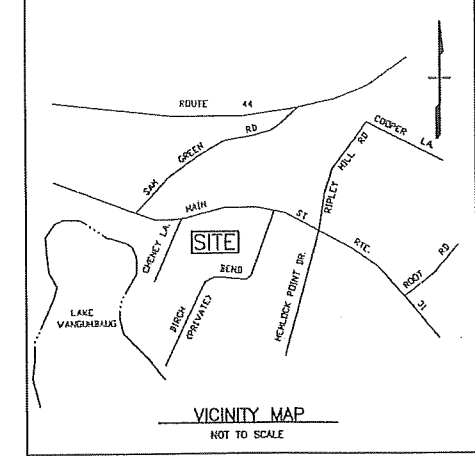 ROUTE 44
SAM GREEN RD
COOPER LA.
RIPLEY HILL RD
MAIN ST
RTE. 31
CHENEY LA.
SITE
BIRCH BEND
(PRIVATE)
HEMLOCK POINT DR.
ROOT RD
LAKE
WANGUMBAUG
VICINITY MAP
NOT TO SCALE